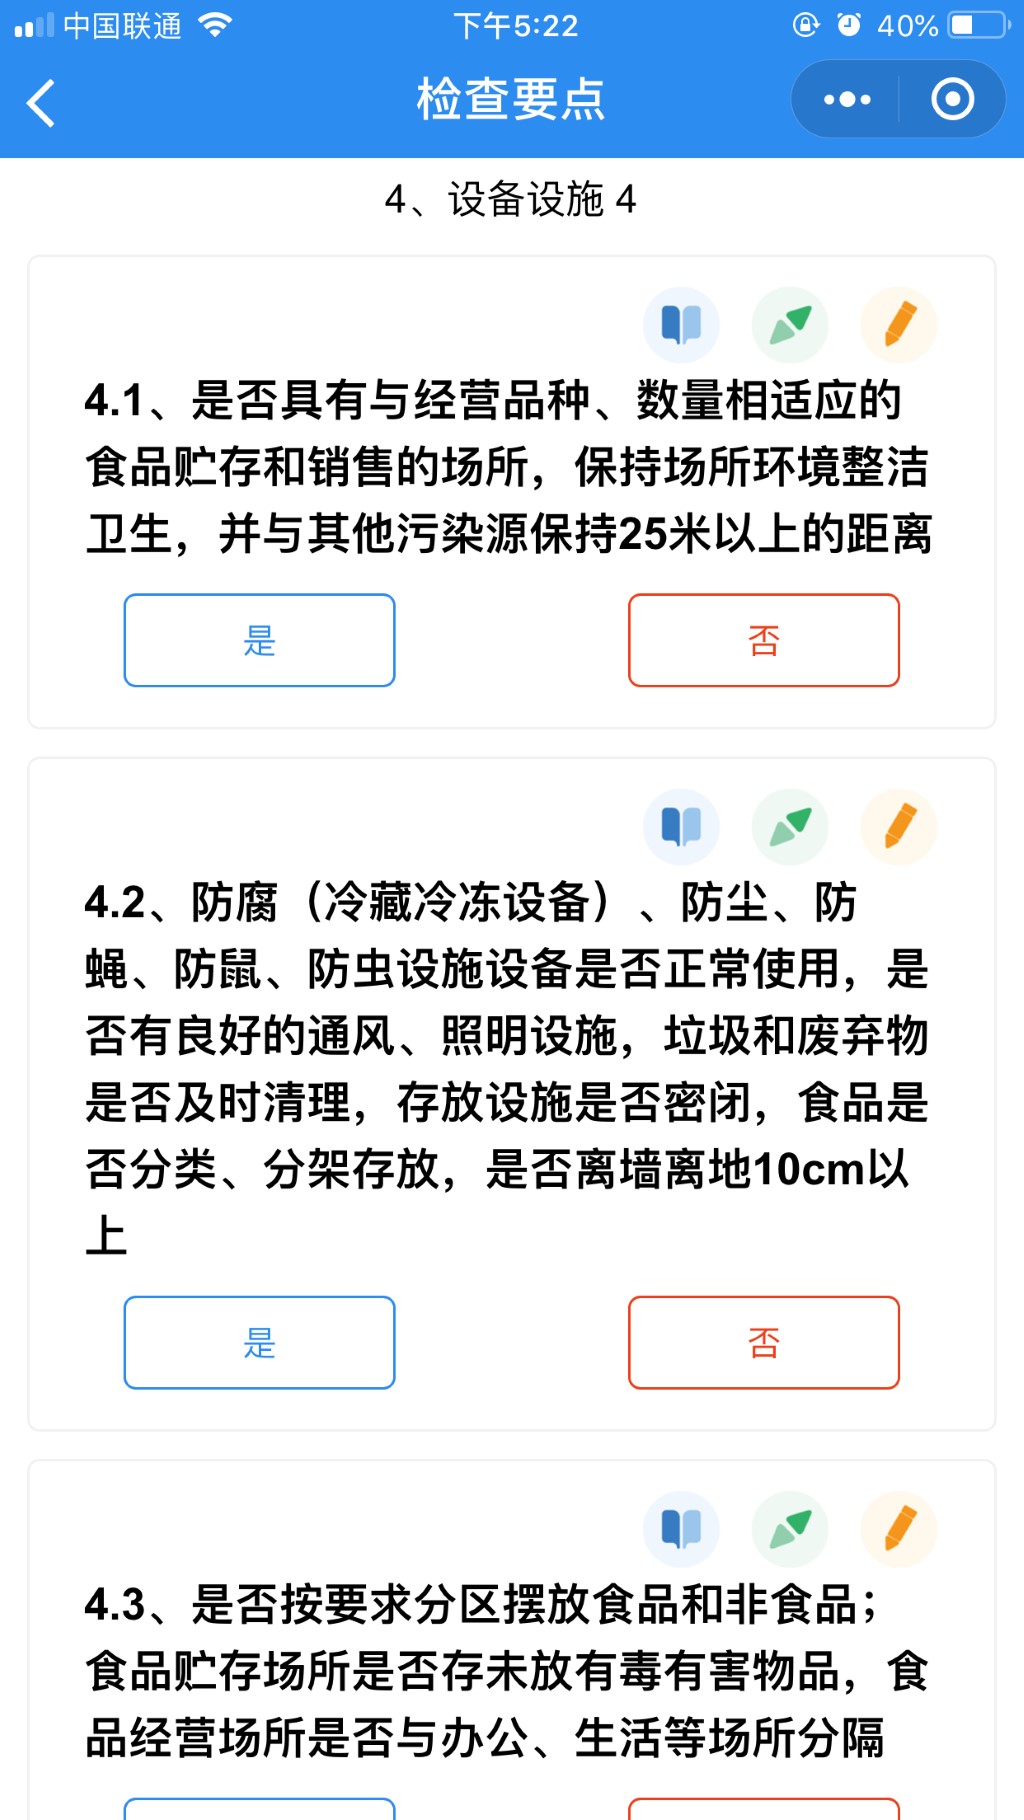 中国联通
下午5:22
40%
检查要点
4、设备设施 4
4.1、是否具有与经营品种、数量相适应的
食品贮存和销售的场所，保持场所环境整洁
卫生，并与其他污染源保持25米以上的距离
是
否
4.2、防腐（冷藏冷冻设备）、防尘、防
蝇、防鼠、防虫设施设备是否正常使用，是
否有良好的通风、照明设施，垃圾和废弃物
是否及时清理，存放设施是否密闭，食品是
否分类、分架存放，是否离墙离地10cm以
上
是
否
4.3、是否按要求分区摆放食品和非食品；
食品贮存场所是否存未放有毒有害物品，食
品经营场所是否与办公、生活等场所分隔